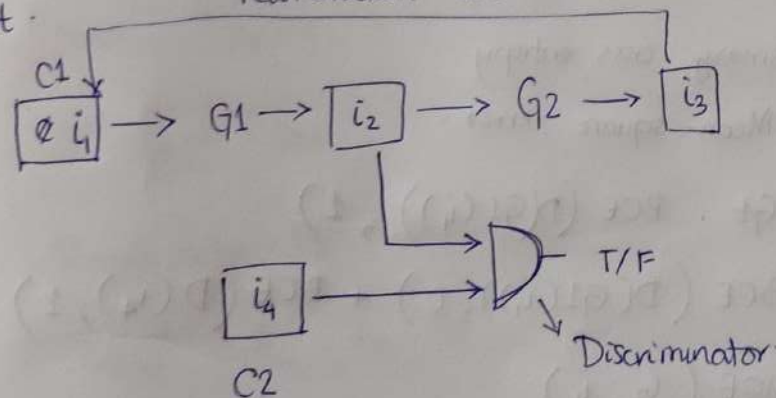 t.
C1
i₁ → G1 → i₂ → G2 → i₃
T/F
i₄
Discriminator
C2